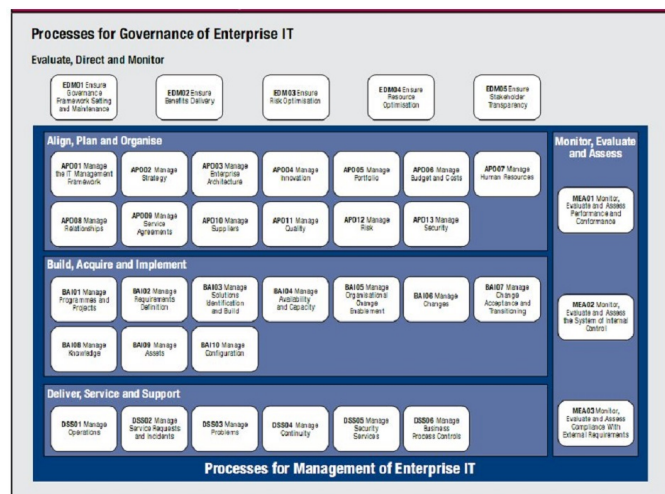 Processes for Governance of Enterprise IT
Evaluate, Direct and Monitor
EDM01 Ensure
Governance
Framework Setting
and Maintenance
EDM02 Ensure
Benefits Delivery
EDM03 Ensure
Risk Optimisation
EDM04 Ensure
Resource
Optimisation
EDM05 Ensure
Stakeholder
Transparency
Align, Plan and Organise
APO01 Manage
the IT Management
Framework
APO02 Manage
Strategy
APO03 Manage
Enterprise
Architecture
APO04 Manage
Innovation
APO05 Manage
Portfolio
APO06 Manage
Budget and Costs
APO07 Manage
Human Resources
APO08 Manage
Relationships
APO09 Manage
Service
Agreements
APO10 Manage
Suppliers
APO11 Manage
Quality
APO12 Manage
Risk
APO13 Manage
Security
Build, Acquire and Implement
BAI01 Manage
Programmes and
Projects
BAI02 Manage
Requirements
Definition
BAI03 Manage
Solutions
Identification
and Build
BAI04 Manage
Availability
and Capacity
BAI05 Manage
Organisational
Change
Enablement
BAI06 Manage
Changes
BAI07 Manage
Change
Acceptance and
Transitioning
BAI08 Manage
Knowledge
BAI09 Manage
Assets
BAI10 Manage
Configuration
Deliver, Service and Support
DSS01 Manage
Operations
DSS02 Manage
Service Requests
and Incidents
DSS03 Manage
Problems
DSS04 Manage
Continuity
DSS05 Manage
Security
Services
DSS06 Manage
Business
Process Controls
Monitor, Evaluate
and Assess
MEA01 Monitor,
Evaluate and Assess
Performance and
Conformance
MEA02 Monitor,
Evaluate and Assess
the System of Internal
Control
MEA03 Monitor,
Evaluate and Assess
Compliance With
External Requirements
Processes for Management of Enterprise IT